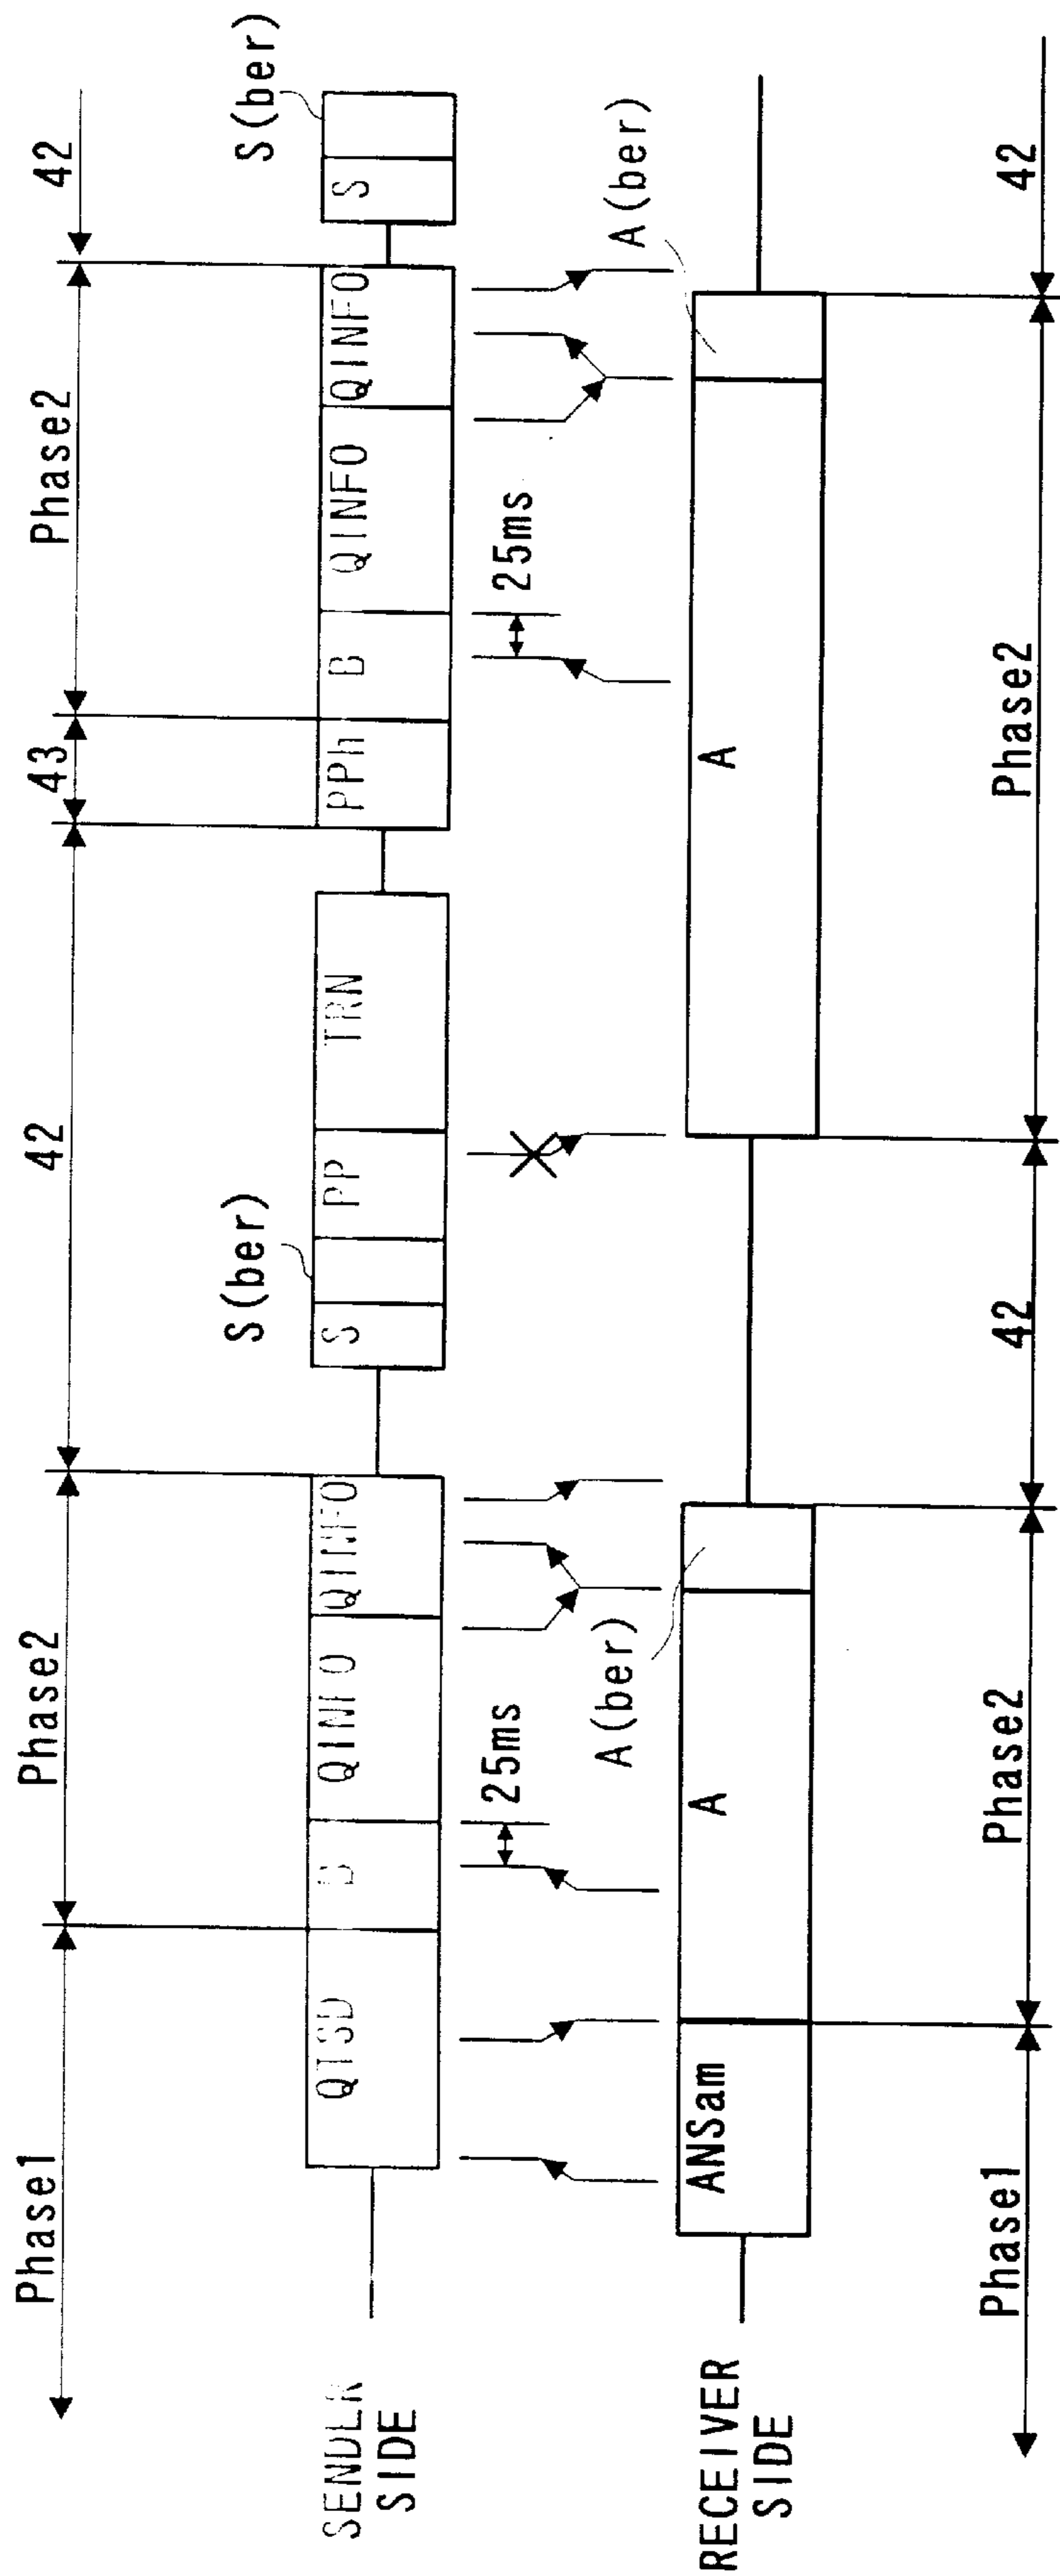 Phase1
Phase2
42
43
Phase2
42
SENDER
SIDE
QTSD
B
QINFO
QINFO
S
S(ber)
PP
TRN
PPh
B
QINFO
QINFO
S
S(ber)
25ms
25ms
RECEIVER
SIDE
ANSam
A
A(ber)
A
A(ber)
Phase1
Phase2
42
Phase2
42